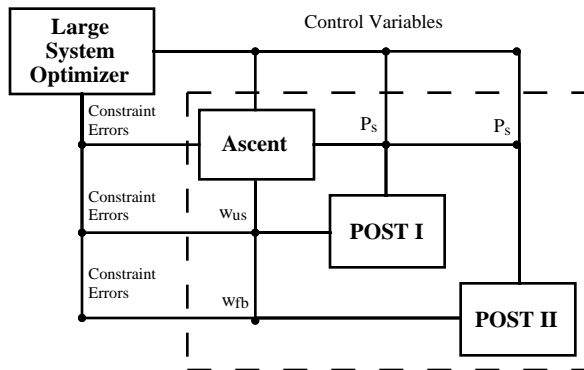 Large
System
Optimizer
Control Variables
Constraint
Errors
Ascent
Ps
Ps
Constraint
Errors
wus
POST I
Constraint
Errors
wfb
POST II